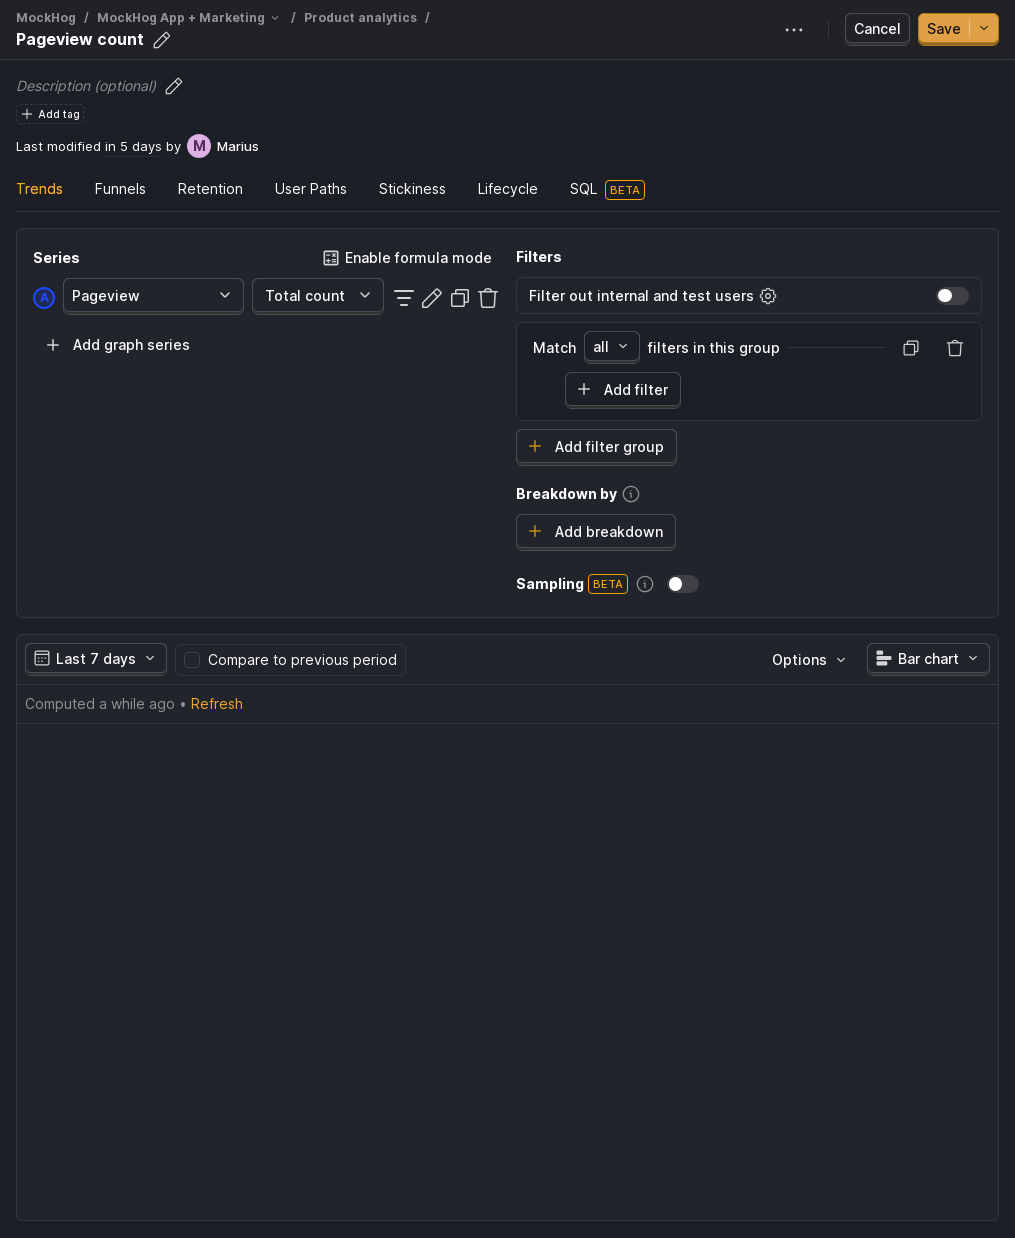 MockHog / MockHog App + Marketing / Product analytics /
Pageview count
Cancel
Save
Description (optional)
Add tag
Last modified in 5 days by M Marius
Trends Funnels Retention User Paths Stickiness Lifecycle SQL BETA
Series
Enable formula mode
A Pageview Total count
Add graph series
Filters
Filter out internal and test users
Match all filters in this group
Add filter
Add filter group
Breakdown by
Add breakdown
Sampling BETA
Last 7 days Compare to previous period Options Bar chart
Computed a while ago • Refresh